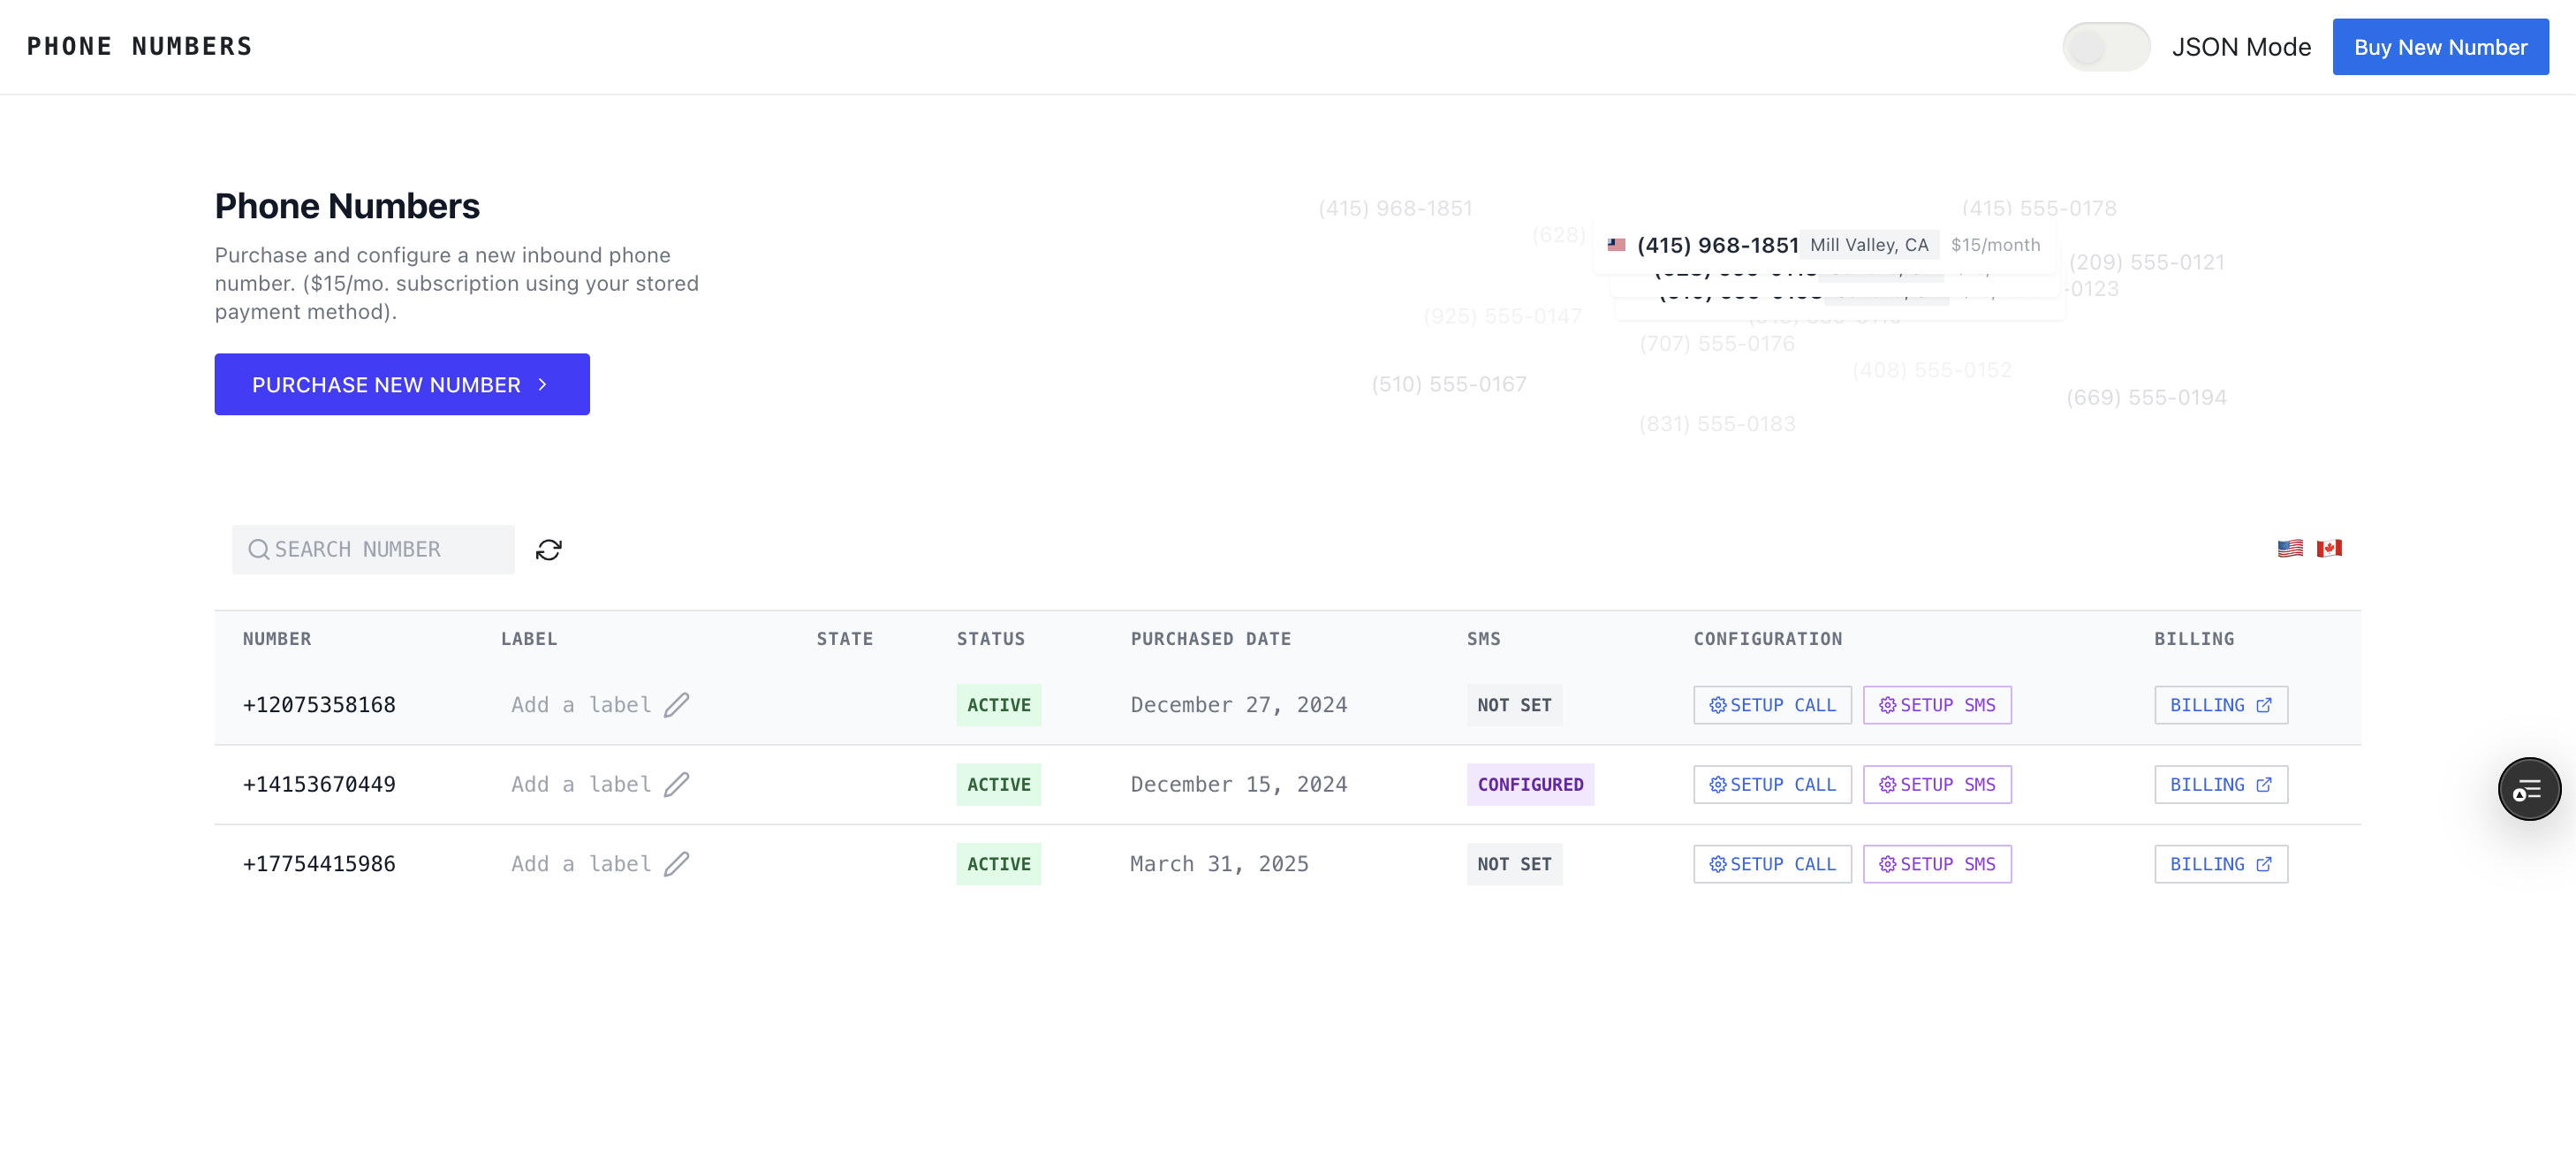 PHONE NUMBERS
JSON Mode
Buy New Number
Phone Numbers
Purchase and configure a new inbound phone
number. ($15/mo. subscription using your stored
payment method).
PURCHASE NEW NUMBER
(415) 968-1851
(415) 555-0178
(628)
(415) 968-1851 Mill Valley, CA $15/month
(209) 555-0121
-0123
(925) 555-0147
(707) 555-0176
(408) 555-0152
(510) 555-0167
(669) 555-0194
(831) 555-0183
SEARCH NUMBER
NUMBER LABEL STATE STATUS PURCHASED DATE SMS CONFIGURATION BILLING
+12075358168 Add a label ACTIVE December 27, 2024 NOT SET SETUP CALL SETUP SMS BILLING
+14153670449 Add a label ACTIVE December 15, 2024 CONFIGURED SETUP CALL SETUP SMS BILLING
+17754415986 Add a label ACTIVE March 31, 2025 NOT SET SETUP CALL SETUP SMS BILLING